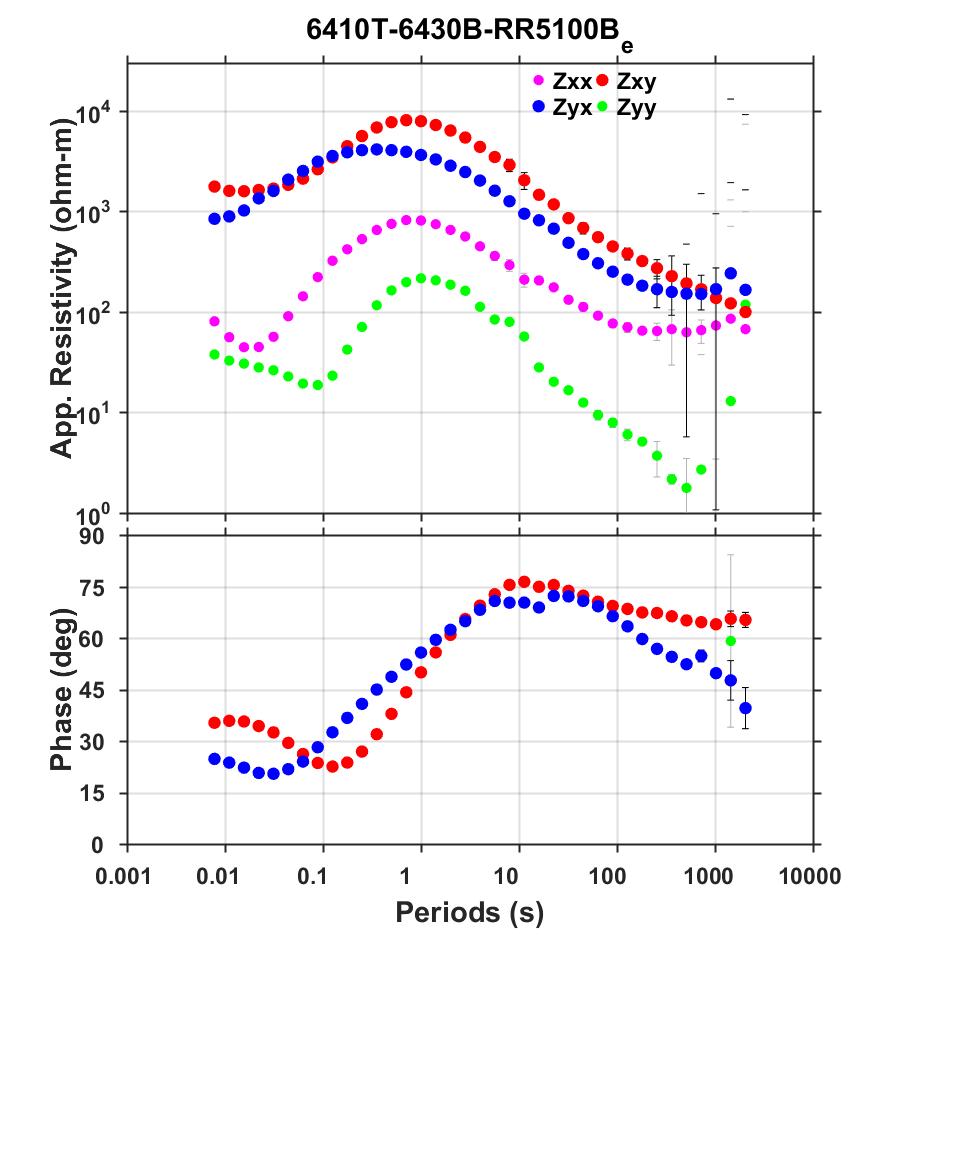 6410T-6430B-RR5100B_e
Zxx Zxy
Zyx Zyy
10^4
10^3
10^2
10^1
10^0
App. Resistivity (ohm-m)
90
75
60
45
30
15
0
Phase (deg)
0.001 0.01 0.1 1 10 100 1000 10000
Periods (s)